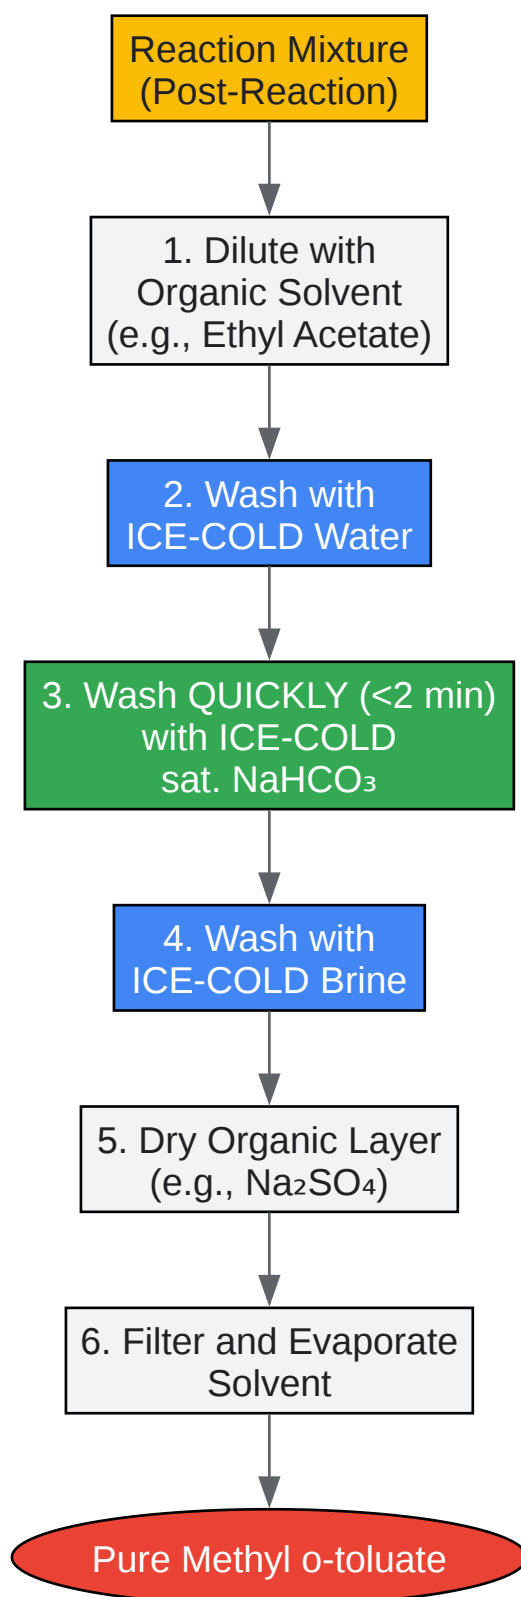 Reaction Mixture
(Post-Reaction)
1. Dilute with
Organic Solvent
(e.g., Ethyl Acetate)
2. Wash with
ICE-COLD Water
3. Wash QUICKLY (<2 min)
with ICE-COLD
sat. NaHCO₃
4. Wash with
ICE-COLD Brine
5. Dry Organic Layer
(e.g., Na₂SO₄)
6. Filter and Evaporate
Solvent
Pure Methyl o-toluate